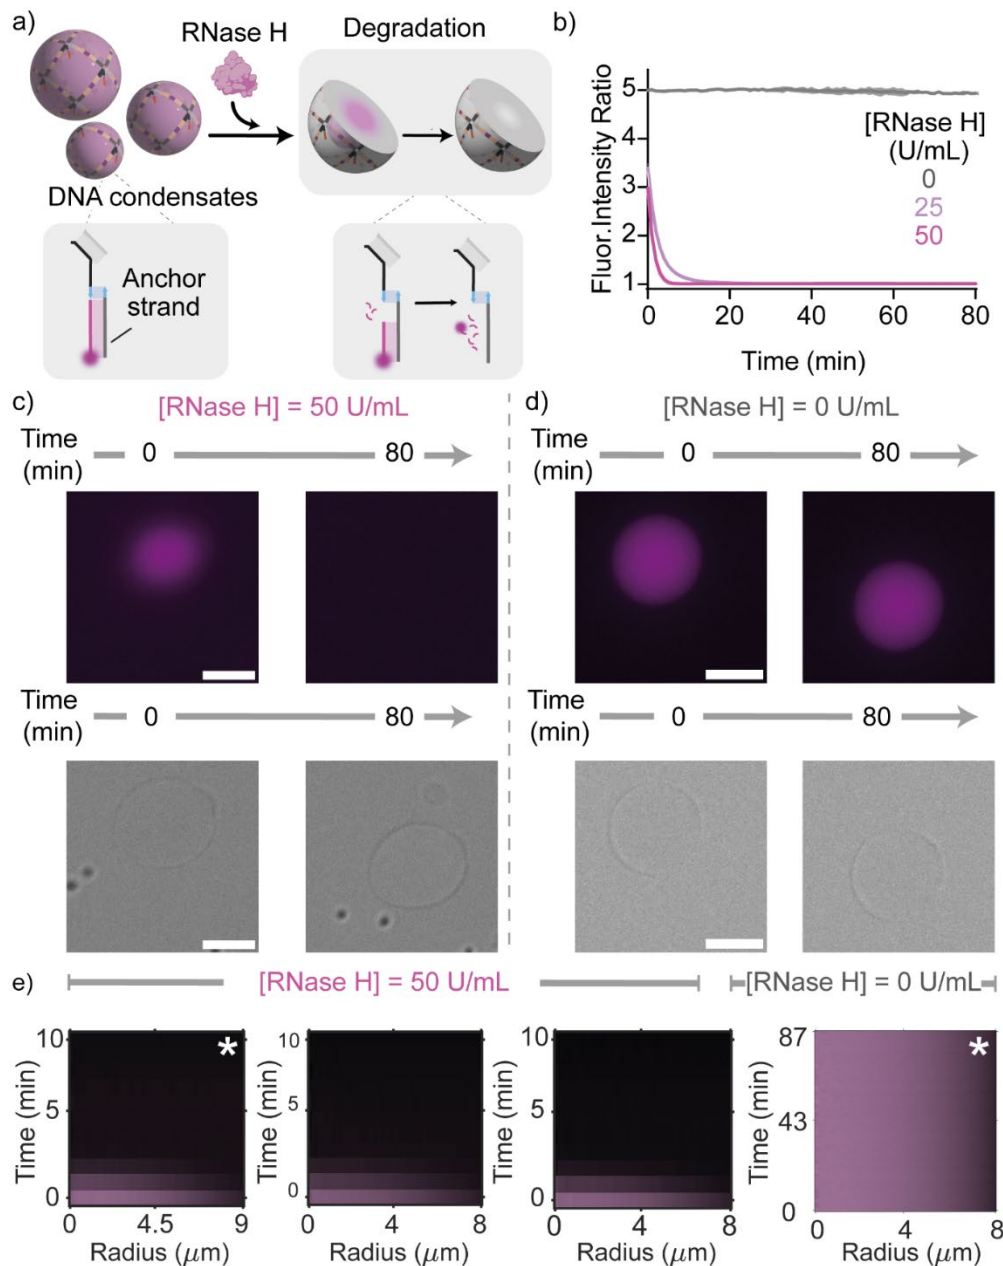 a)
RNase H
Degradation
DNA condensates
Anchor
strand
b)
Fluor.Intensity Ratio
5
4
3
2
1
0 20 40 60 80
Time (min)
[RNase H]
(U/mL)
0
25
50
c)
[RNase H] = 50 U/mL
Time
(min)
0 80
Time
(min)
0 80
d)
[RNase H] = 0 U/mL
Time
(min)
0 80
Time
(min)
0 80
e)
[RNase H] = 50 U/mL
[RNase H] = 0 U/mL
Time (min)
10
5
0
0 4.5 9
Radius (μm)
*
Time (min)
10
5
0
0 4 8
Radius (μm)
Time (min)
10
5
0
0 4 8
Radius (μm)
Time (min)
87
43
0
0 4 8
Radius (μm)
*